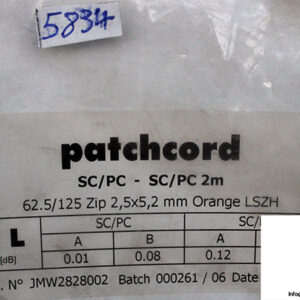 5834
patchcord
SC/PC - SC/PC 2m
62.5/125 Zip 2,5x5,2 mm Orange LSZH
SC/PC
L A B A
[dB] 0.01 0.08 0.12
N° JMW2828002 Batch 000261 / 06 Date